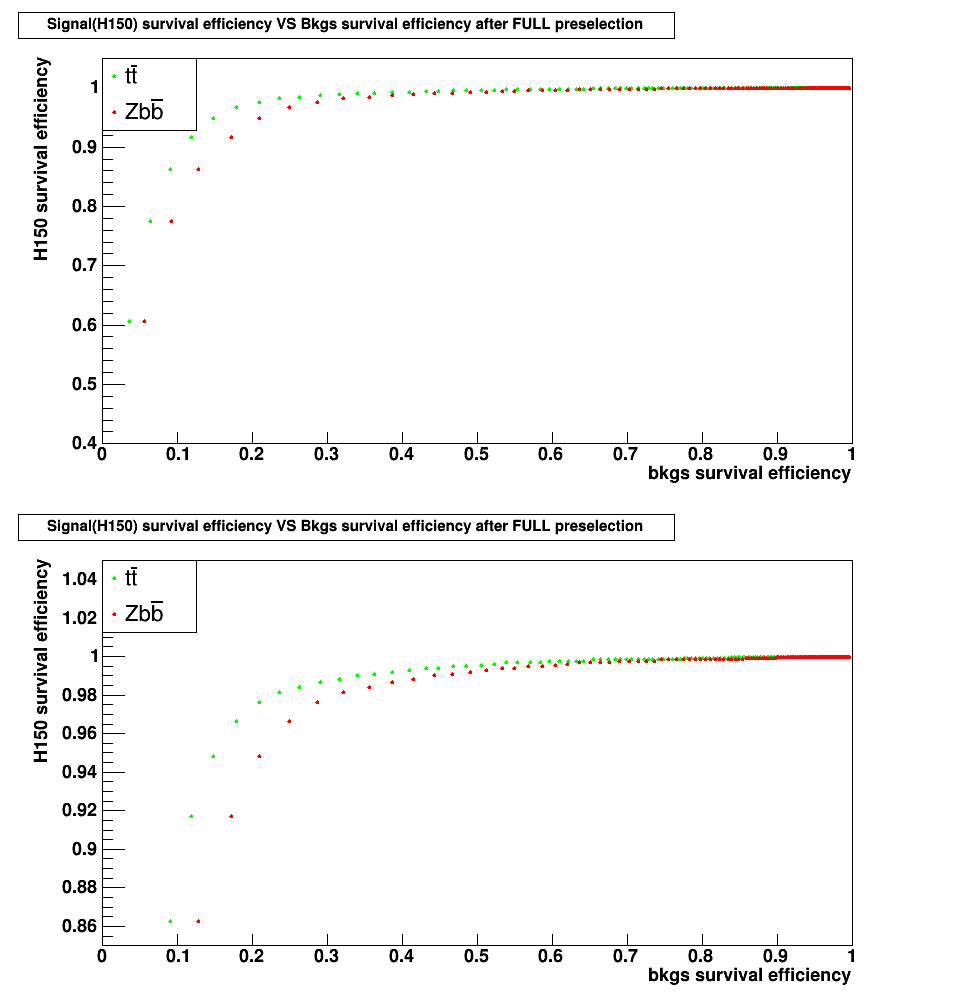 Signal(H150) survival efficiency VS Bkgs survival efficiency after FULL preselection
H150 survival efficiency
tt̄
Zbb̄
1
0.9
0.8
0.7
0.6
0.5
0.4
0 0.1 0.2 0.3 0.4 0.5 0.6 0.7 0.8 0.9 1
bkgs survival efficiency
Signal(H150) survival efficiency VS Bkgs survival efficiency after FULL preselection
H150 survival efficiency
tt̄
Zbb̄
1.04
1.02
1
0.98
0.96
0.94
0.92
0.9
0.88
0.86
0 0.1 0.2 0.3 0.4 0.5 0.6 0.7 0.8 0.9 1
bkgs survival efficiency